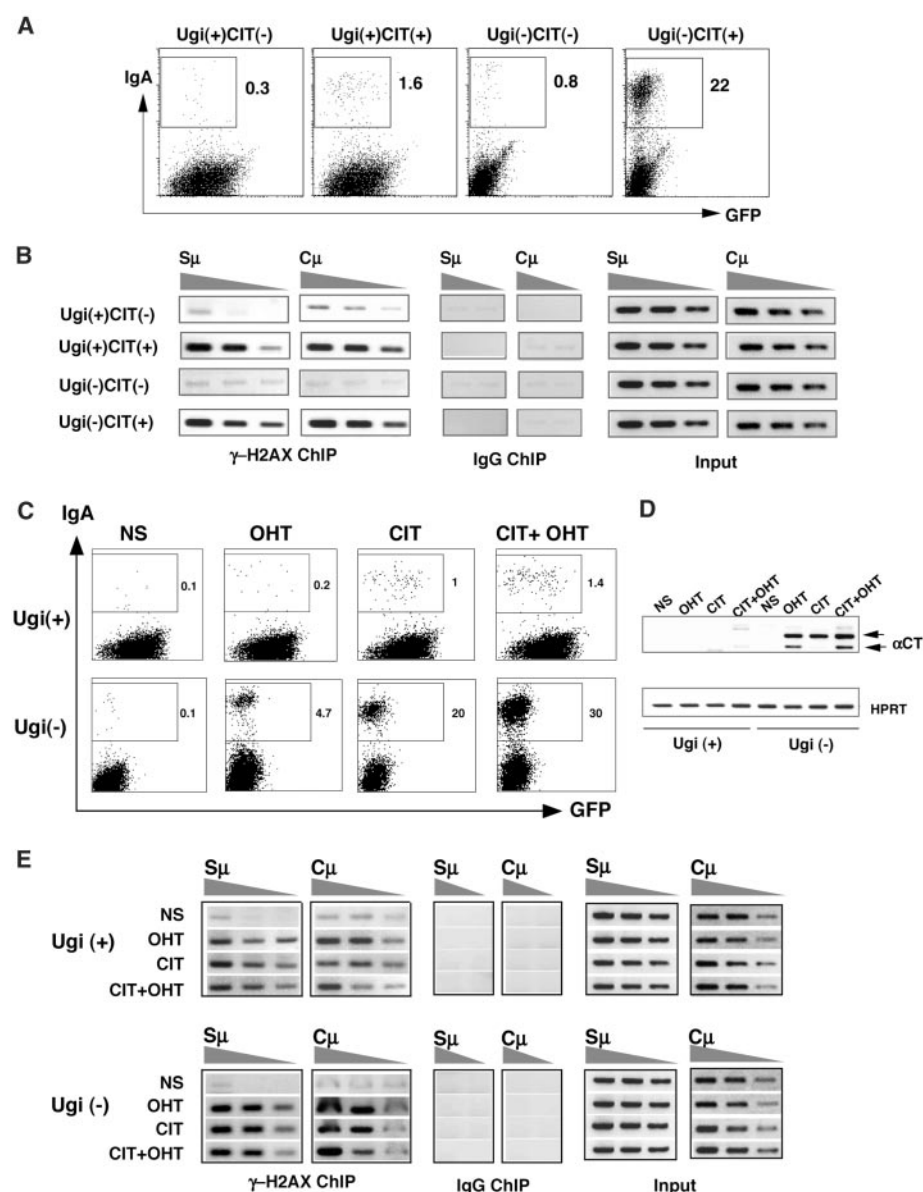 A
Ugi(+)CIT(-) Ugi(+)CIT(+) Ugi(-)CIT(-) Ugi(-)CIT(+)
IgA
0.3 1.6 0.8 22
GFP
B
Sμ Cμ Sμ Cμ Sμ Cμ
Ugi(+)CIT(-)
Ugi(+)CIT(+)
Ugi(-)CIT(-)
Ugi(-)CIT(+)
γ–H2AX ChIP IgG ChIP Input
C
IgA
NS OHT CIT CIT+ OHT
Ugi(+)
0.1 0.2 1 1.4
Ugi(-)
0.1 4.7 20 30
GFP
D
NS OHT CIT CIT+OHT NS OHT CIT CIT+OHT
αCT
HPRT
Ugi (+) Ugi (-)
E
Sμ Cμ Sμ Cμ Sμ Cμ
Ugi (+)
NS
OHT
CIT
CIT+OHT
Sμ Cμ Sμ Cμ Sμ Cμ
Ugi (-)
NS
OHT
CIT
CIT+OHT
γ–H2AX ChIP IgG ChIP Input